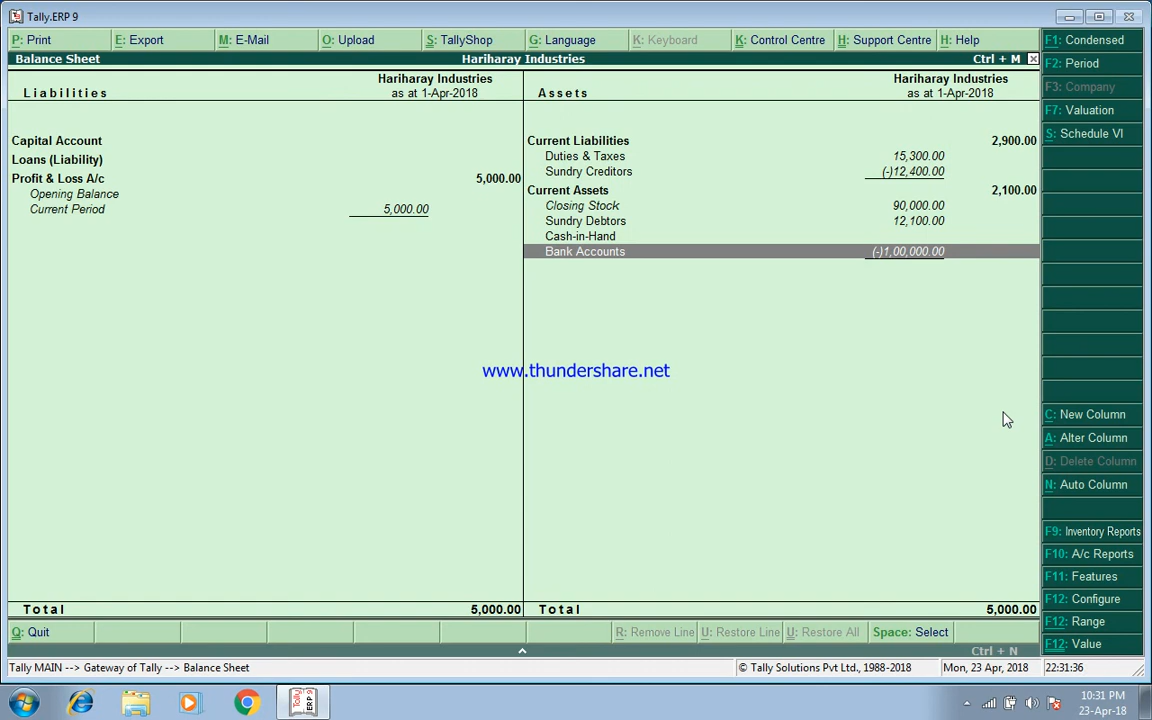 Tally.ERP 9
P: Print E: Export M: E-Mail O: Upload S: TallyShop G: Language K: Keyboard K: Control Centre H: Support Centre H: Help
Balance Sheet Hariharay Industries Ctrl + M
Liabilities
Hariharay Industries
as at 1-Apr-2018
Capital Account
Loans (Liability)
Profit & Loss A/c 5,000.00
Opening Balance
Current Period 5,000.00
Total 5,000.00
Assets
Hariharay Industries
as at 1-Apr-2018
Current Liabilities 2,900.00
Duties & Taxes 15,300.00
Sundry Creditors (-)12,400.00
Current Assets 2,100.00
Closing Stock 90,000.00
Sundry Debtors 12,100.00
Cash-in-Hand
Bank Accounts (-)1,00,000.00
Total 5,000.00
www.thundershare.net
F1: Condensed
F2: Period
F3: Company
F7: Valuation
S: Schedule VI
C: New Column
A: Alter Column
D: Delete Column
N: Auto Column
F9: Inventory Reports
F10: A/c Reports
F11: Features
F12: Configure
F12: Range
F12: Value
Q: Quit R: Remove Line U: Restore Line U: Restore All Space: Select
Ctrl + N
Tally MAIN --> Gateway of Tally --> Balance Sheet © Tally Solutions Pvt Ltd., 1988-2018 Mon, 23 Apr, 2018 22:31:36
Tally ERP 9
10:31 PM
23-Apr-18